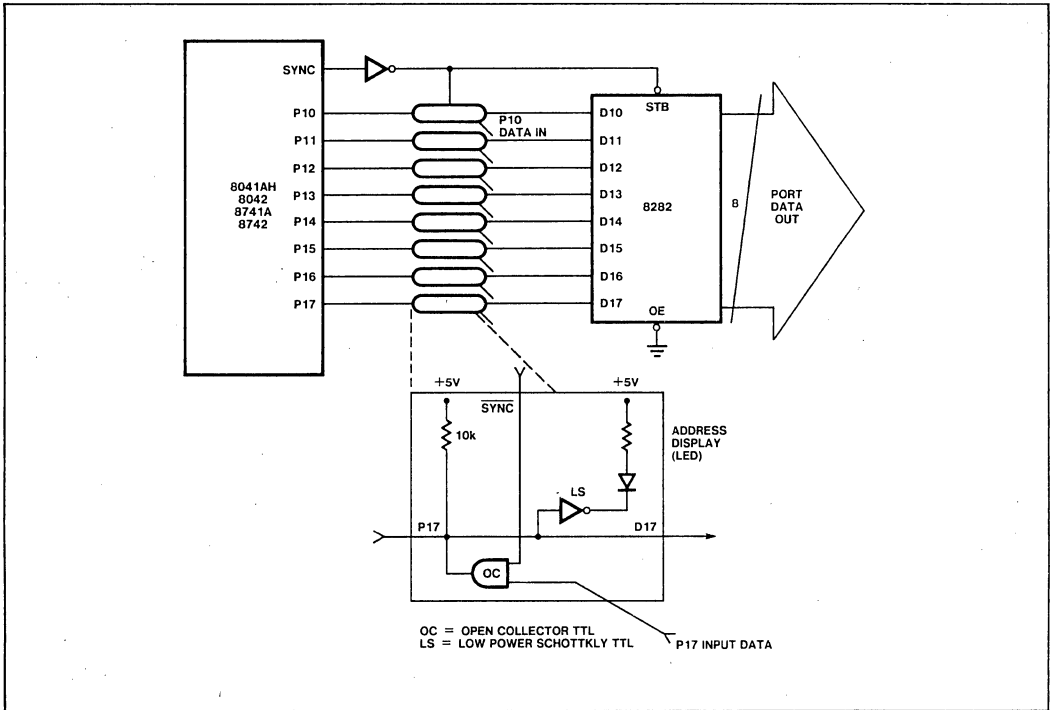 SYNC
P10
P11
P12
P13
P14
P15
P16
P17
8041AH
8042
8741A
8742
P10
DATA IN
STB
D10
D11
D12
D13
D14
D15
D16
D17
8282
OE
8
PORT
DATA
OUT
+5V
10k
SYNC
+5V
ADDRESS
DISPLAY
(LED)
LS
P17
D17
OC
P17 INPUT DATA
OC = OPEN COLLECTOR TTL
LS = LOW POWER SCHOTTKLY TTL